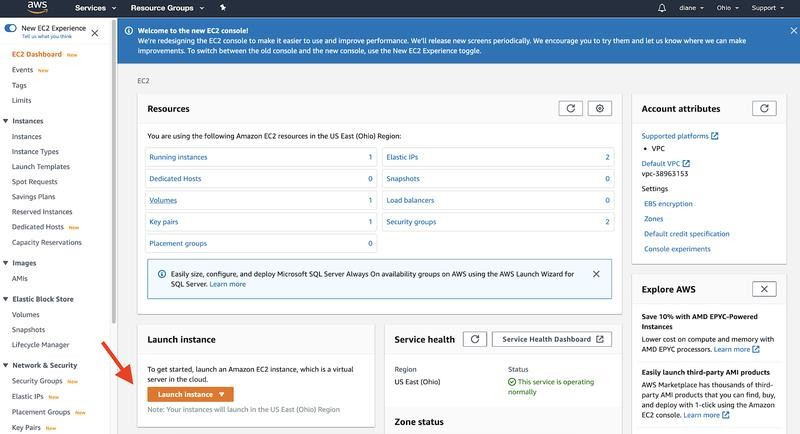 aws
Services
Resource Groups
diane
Ohio
Support
New EC2 Experience
Tell us what you think
EC2 Dashboard New
Events New
Tags
Limits
Instances
Instances
Instance Types
Launch Templates
Spot Requests
Savings Plans
Reserved Instances
Dedicated Hosts New
Capacity Reservations
Images
AMIs
Elastic Block Store
Volumes
Snapshots
Lifecycle Manager
Network & Security
Security Groups New
Elastic IPs New
Placement Groups New
Key Pairs New
Welcome to the new EC2 console!
We're redesigning the EC2 console to make it easier to use and improve performance. We'll release new screens periodically. We encourage you to try them and let us know where we can make
improvements. To switch between the old console and the new console, use the New EC2 Experience toggle.
EC2
Resources
You are using the following Amazon EC2 resources in the US East (Ohio) Region:
Running instances 1
Elastic IPs 2
Dedicated Hosts 0
Snapshots 0
Volumes 1
Load balancers 0
Key pairs 1
Security groups 2
Placement groups 0
Easily size, configure, and deploy Microsoft SQL Server Always On availability groups on AWS using the AWS Launch Wizard for
SQL Server. Learn more
Launch instance
To get started, launch an Amazon EC2 instance, which is a virtual
server in the cloud.
Launch instance
Note: Your instances will launch in the US East (Ohio) Region
Service health
Service Health Dashboard
Region
Status
US East (Ohio)
This service is operating
normally
Zone status
Account attributes
Supported platforms
• VPC
Default VPC
vpc-38963153
Settings
EBS encryption
Zones
Default credit specification
Console experiments
Explore AWS
Save 10% with AMD EPYC-Powered
Instances
Lower cost on compute and memory with
AMD EPYC processors. Learn more
Easily launch third-party AMI products
AWS Marketplace has thousands of third-
party AMI products that you can find, buy,
and deploy with 1-click using the Amazon
EC2 console. Learn more